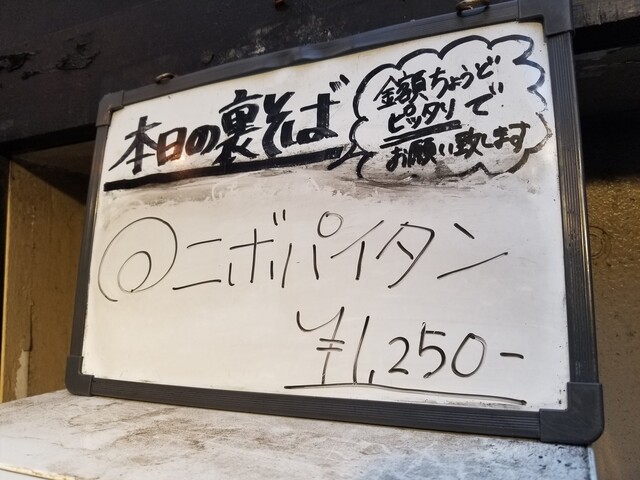 本日の裏そば
金額ちょうど
ピッタリで
お願い致します
◎ニボパイタン
¥1,250-